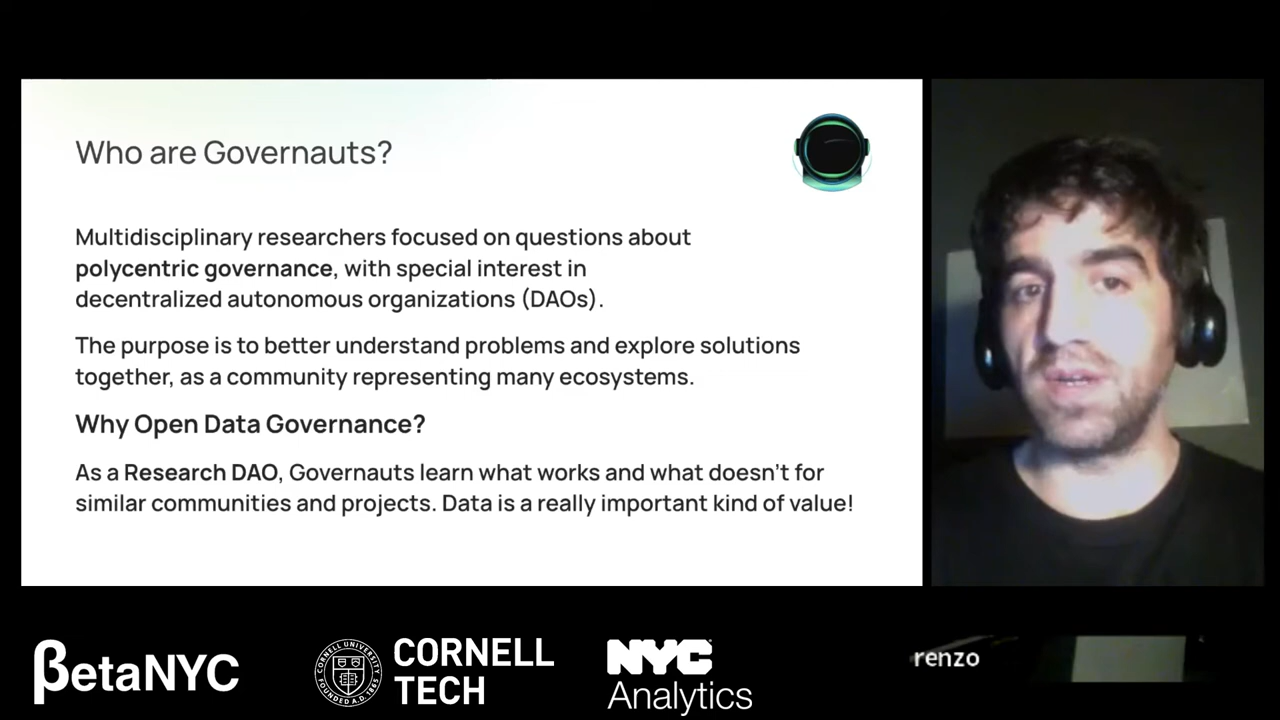 Who are Governauts?
Multidisciplinary researchers focused on questions about
polycentric governance, with special interest in
decentralized autonomous organizations (DAOs).
The purpose is to better understand problems and explore solutions
together, as a community representing many ecosystems.
Why Open Data Governance?
As a Research DAO, Governauts learn what works and what doesn't for
similar communities and projects. Data is a really important kind of value!
βetaNYC
CORNELL
TECH
NYC
Analytics
renzo